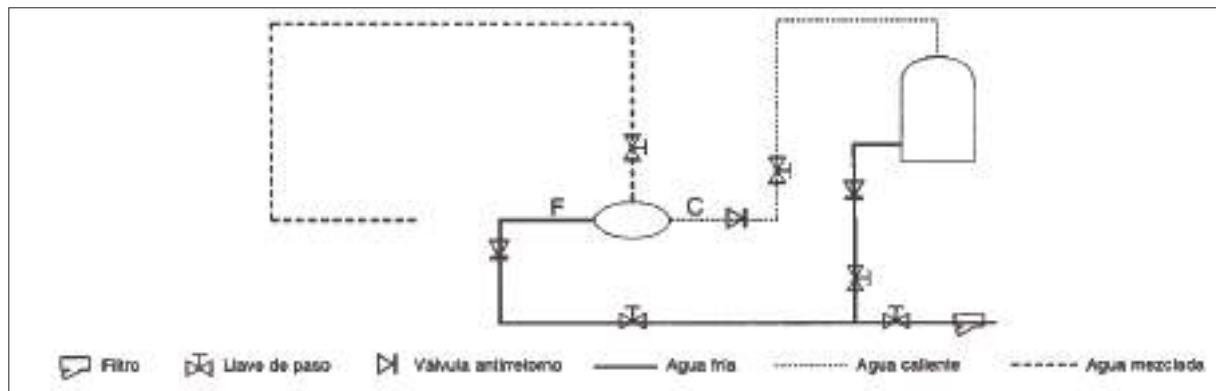 F
C
Filtro
Llave de paso
Válvula antirretorno
Agua fría
Agua caliente
Agua mezclada